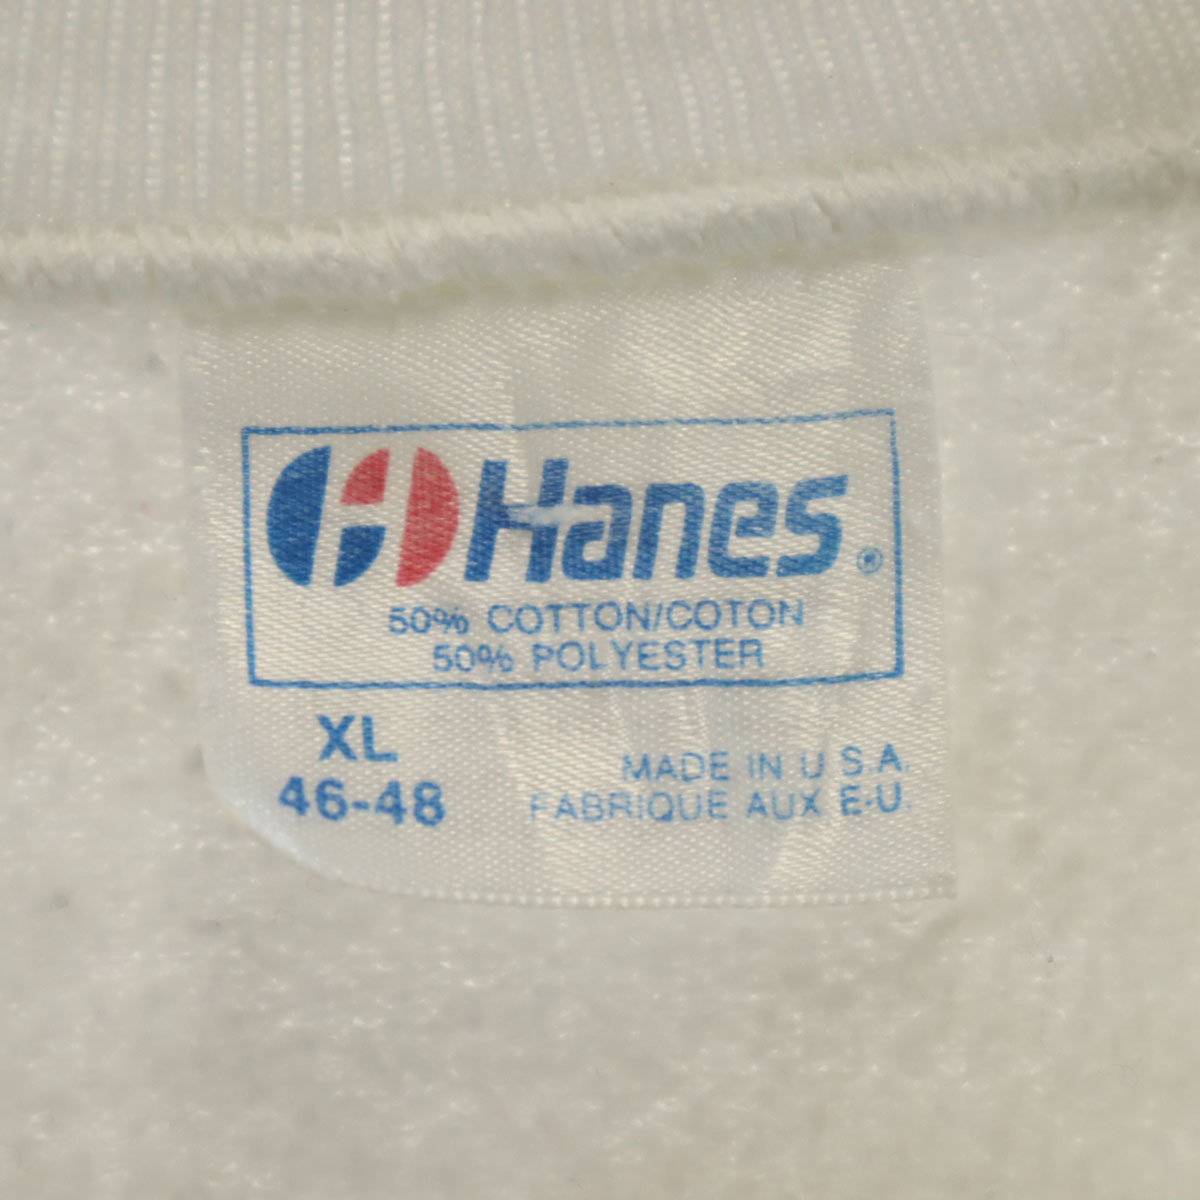 Hanes®
50% COTTON/COTON
50% POLYESTER
XL
46-48
MADE IN U.S.A.
FABRIQUE AUX E-U.